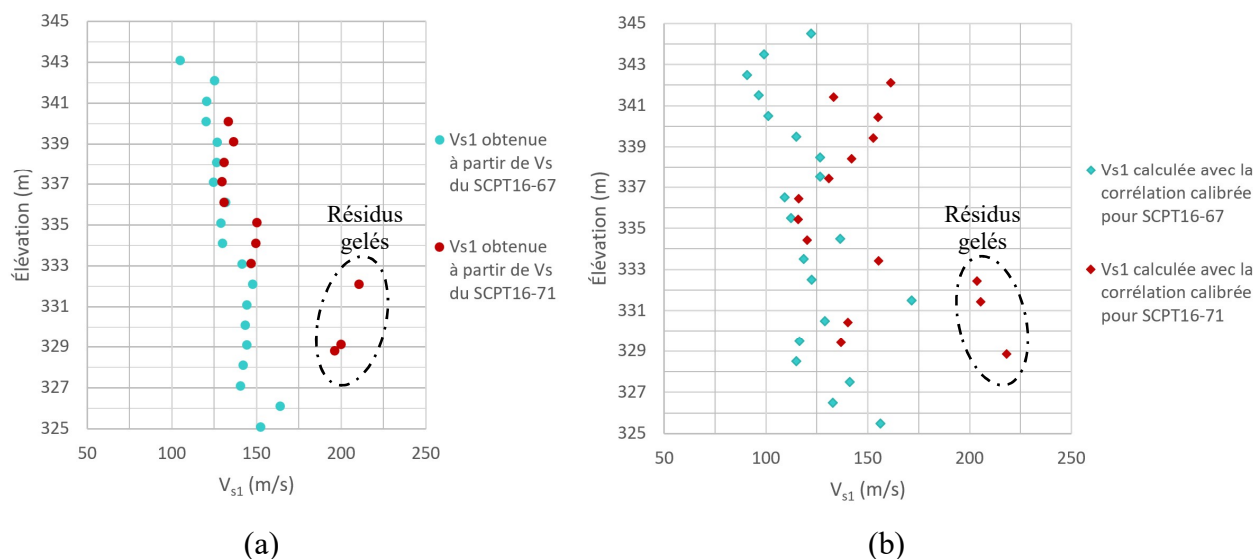 345
343
341
339
337
335
333
331
329
327
325
Élévation (m)
50
100
150
200
250
Vs1 (m/s)
Résidus
gelés
Vs1 obtenue
à partir de Vs
du SCPT16-67
Vs1 obtenue
à partir de Vs
du SCPT16-71
(a)
345
343
341
339
337
335
333
331
329
327
325
Élévation (m)
50
100
150
200
250
Vs1 (m/s)
Résidus
gelés
Vs1 calculée avec la
corrélation calibrée
pour SCPT16-67
Vs1 calculée avec la
corrélation calibrée
pour SCPT16-71
(b)